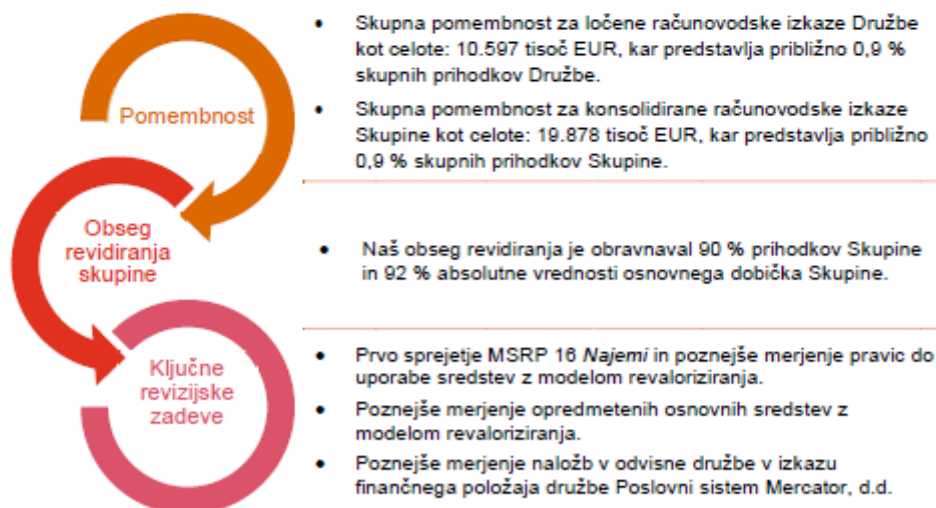 Pomembnost
• Skupna pomembnost za ločene računovodske izkaze Družbe
kot celote: 10.597 tisoč EUR, kar predstavlja približno 0,9 %
skupnih prihodkov Družbe.
• Skupna pomembnost za konsolidirane računovodske izkaze
Skupine kot celote: 19.878 tisoč EUR, kar predstavlja približno
0,9 % skupnih prihodkov Skupine.
Obseg
revidiranja
skupine
• Naš obseg revidiranja je obravnaval 90 % prihodkov Skupine
in 92 % absolutne vrednosti osnovnega dobička Skupine.
Ključne
revizijske
zadeve
• Prvo sprejetje MSRP 16 Najemi in poznejše merjenje pravic do
uporabe sredstev z modelom revaloriziranja.
• Poznejše merjenje opredmetenih osnovnih sredstev z
modelom revaloriziranja.
• Poznejše merjenje naložb v odvisne družbe v izkazu
finančnega položaja družbe Poslovni sistem Mercator, d.d.